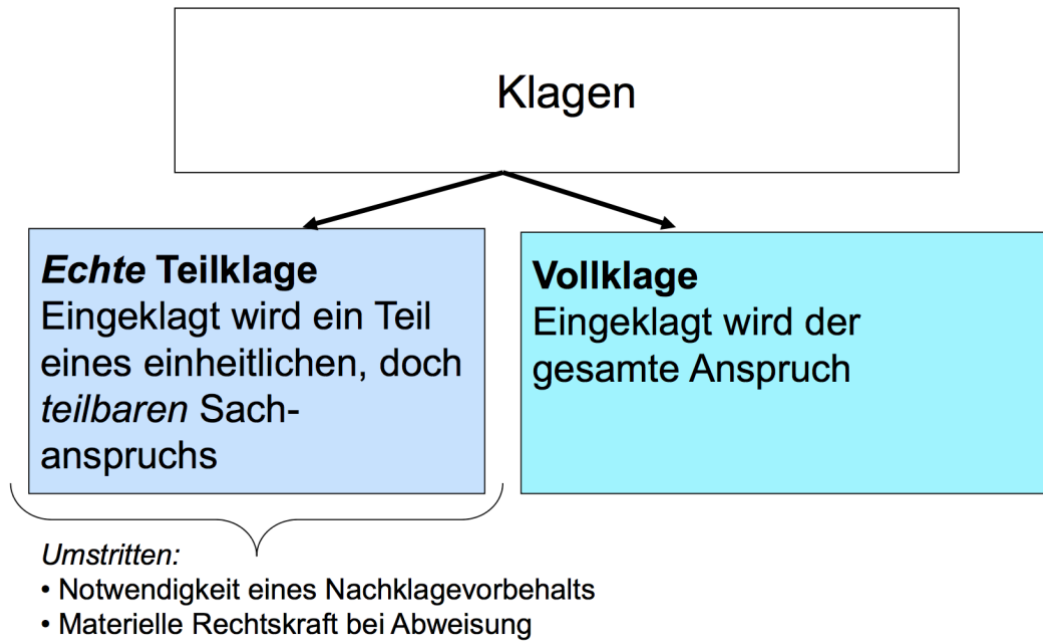 Klagen
Echte Teilklage
Eingeklagt wird ein Teil
eines einheitlichen, doch
teilbaren Sach-
anspruchs
Vollklage
Eingeklagt wird der
gesamte Anspruch
Umstritten:
• Notwendigkeit eines Nachklagevorbehalts
• Materielle Rechtskraft bei Abweisung